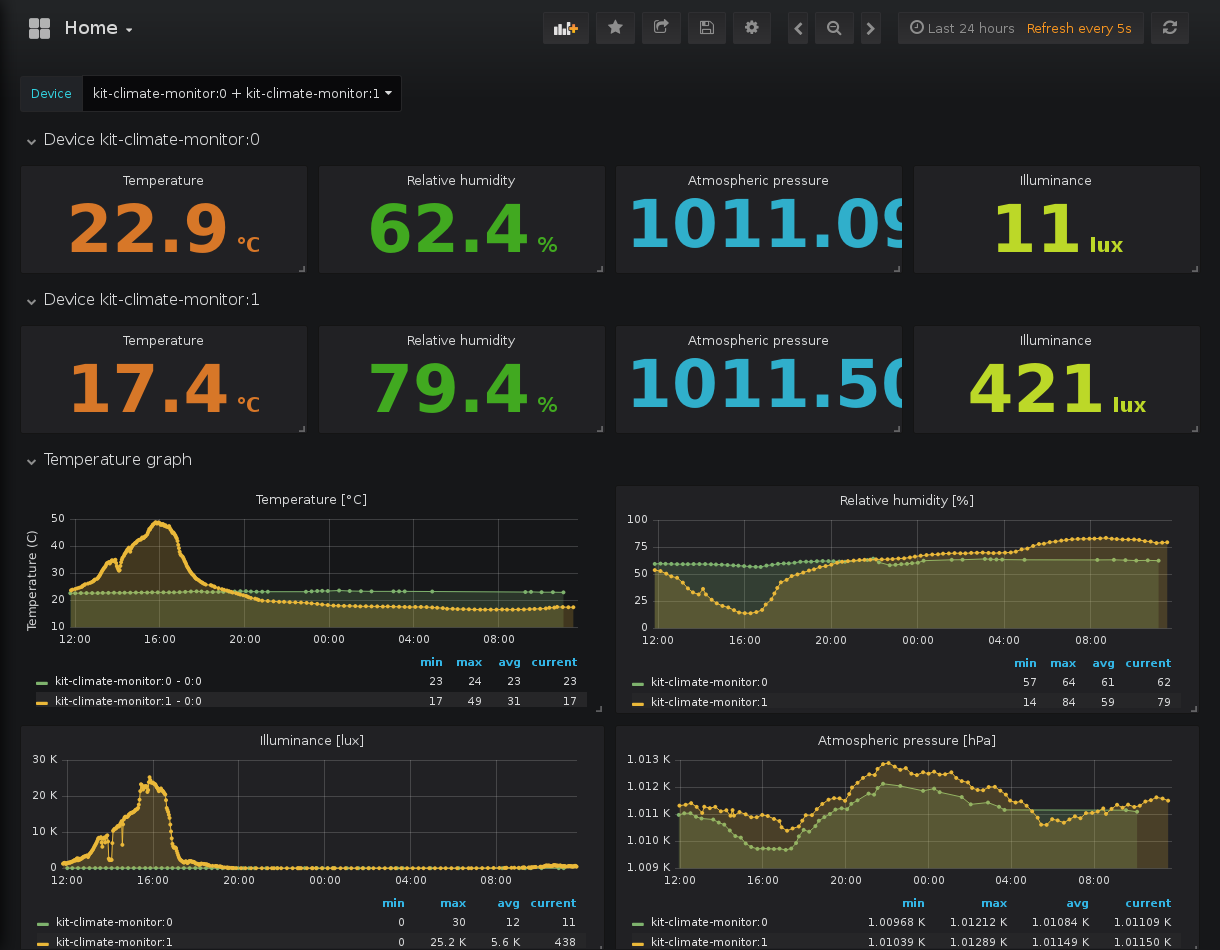 Home
Last 24 hours Refresh every 5s
Device kit-climate-monitor:0 + kit-climate-monitor:1
Device kit-climate-monitor:0
Temperature Relative humidity Atmospheric pressure Illuminance
22.9 °C 62.4 % 1011.09 11 lux
Device kit-climate-monitor:1
Temperature Relative humidity Atmospheric pressure Illuminance
17.4 °C 79.4 % 1011.50 421 lux
Temperature graph
Temperature [°C]
Temperature (C)
50
40
30
20
10
12:00 16:00 20:00 00:00 04:00 08:00
min max avg current
kit-climate-monitor:0 - 0:0 23 24 23 23
kit-climate-monitor:1 - 0:0 17 49 31 17
Relative humidity [%]
100
75
50
25
0
12:00 16:00 20:00 00:00 04:00 08:00
min max avg current
kit-climate-monitor:0 57 64 61 62
kit-climate-monitor:1 14 84 59 79
Illuminance [lux]
30 K
20 K
10 K
0
12:00 16:00 20:00 00:00 04:00 08:00
min max avg current
kit-climate-monitor:0 0 30 12 11
kit-climate-monitor:1 0 25.2 K 5.6 K 438
Atmospheric pressure [hPa]
1.013 K
1.012 K
1.011 K
1.010 K
1.009 K
12:00 16:00 20:00 00:00 04:00 08:00
min max avg current
kit-climate-monitor:0 1.00968 K 1.01212 K 1.01084 K 1.01109 K
kit-climate-monitor:1 1.01039 K 1.01289 K 1.01149 K 1.01150 K